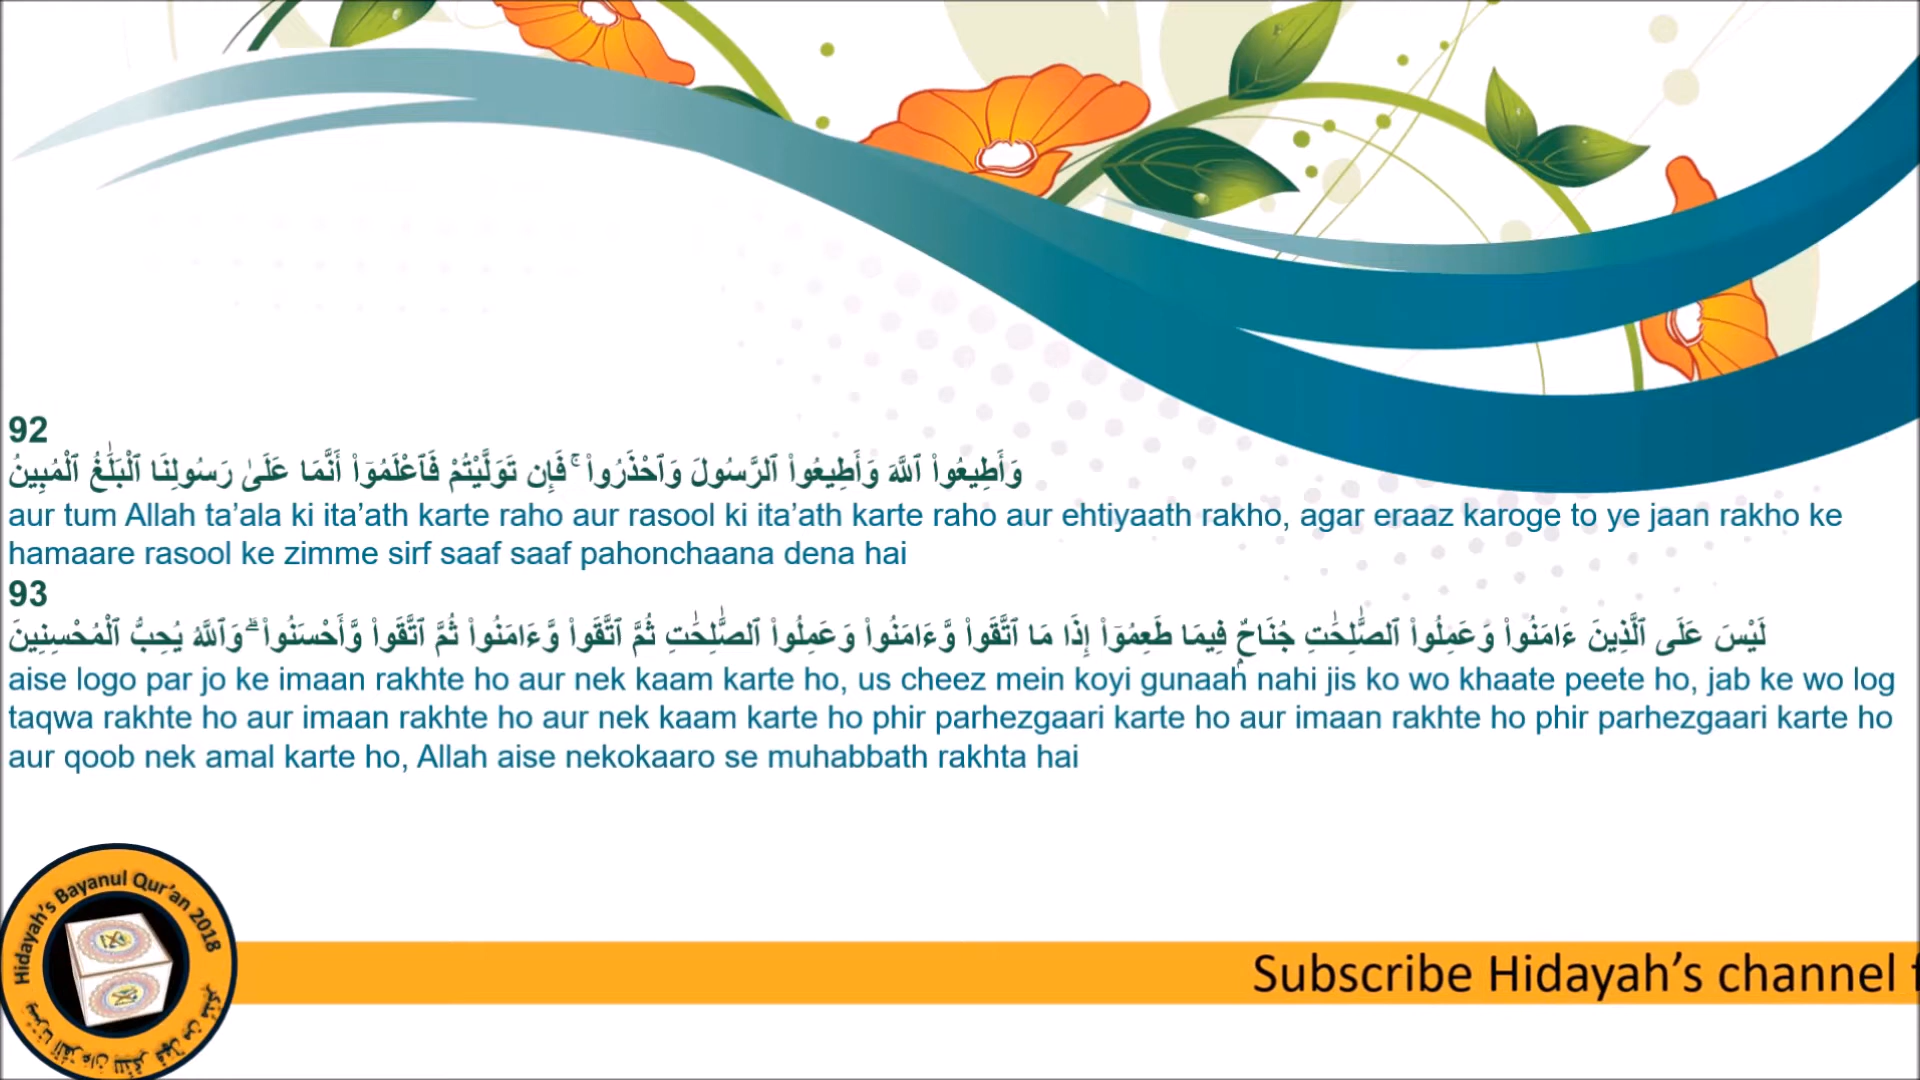 92
وَأَطِيعُوا۟ ٱللَّهَ وَأَطِيعُوا۟ ٱلرَّسُولَ وَٱحْذَرُوا۟ ۚ فَإِن تَوَلَّيْتُمْ فَٱعْلَمُوٓا۟ أَنَّمَا عَلَىٰ رَسُولِنَا ٱلْبَلَٰغُ ٱلْمُبِينُ
aur tum Allah ta’ala ki ita’ath karte raho aur rasool ki ita’ath karte raho aur ehtiyaath rakho, agar eraaz karoge to ye jaan rakho ke
hamaare rasool ke zimme sirf saaf saaf pahonchaana dena hai
93
لَيْسَ عَلَى ٱلَّذِينَ ءَامَنُوا۟ وَعَمِلُوا۟ ٱلصَّٰلِحَٰتِ جُنَاحٌۭ فِيمَا طَعِمُوٓا۟ إِذَا مَا ٱتَّقَوا۟ وَّءَامَنُوا۟ وَعَمِلُوا۟ ٱلصَّٰلِحَٰتِ ثُمَّ ٱتَّقَوا۟ وَّءَامَنُوا۟ ثُمَّ ٱتَّقَوا۟ وَّأَحْسَنُوا۟ ۗ وَٱللَّهُ يُحِبُّ ٱلْمُحْسِنِينَ
aise logo par jo ke imaan rakhte ho aur nek kaam karte ho, us cheez mein koyi gunaah nahi jis ko wo khaate peete ho, jab ke wo log
taqwa rakhte ho aur imaan rakhte ho aur nek kaam karte ho phir parhezgaari karte ho aur imaan rakhte ho phir parhezgaari karte ho
aur qoob nek amal karte ho, Allah aise nekokaaro se muhabbath rakhta hai
Hidayah’s Bayanul Qur’an 2018
Subscribe Hidayah’s channel